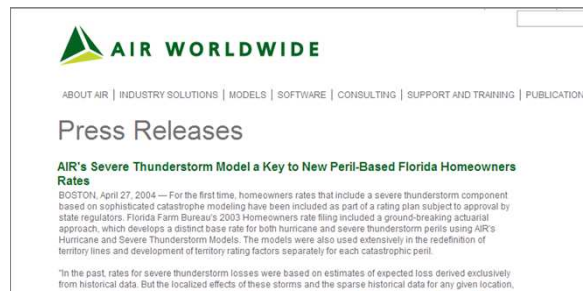 AIR WORLDWIDE
ABOUT AIR | INDUSTRY SOLUTIONS | MODELS | SOFTWARE | CONSULTING | SUPPORT AND TRAINING | PUBLICATION
Press Releases
AIR's Severe Thunderstorm Model a Key to New Peril-Based Florida Homeowners
Rates
BOSTON, April 27, 2004 — For the first time, homeowners rates that include a severe thunderstorm component
based on sophisticated catastrophe modeling have been included as part of a rating plan subject to approval by
state regulators. Florida Farm Bureau's 2003 Homeowners rate filing included a ground-breaking actuarial
approach, which develops a distinct base rate for both hurricane and severe thunderstorm perils using AIR's
Hurricane and Severe Thunderstorm Models. The models were also used extensively in the redefinition of
territory lines and development of territory rating factors separately for each catastrophic peril.
"In the past, rates for severe thunderstorm losses were based on estimates of expected loss derived exclusively
from historical data. But the localized effects of these storms and the sparse historical data for any given location,